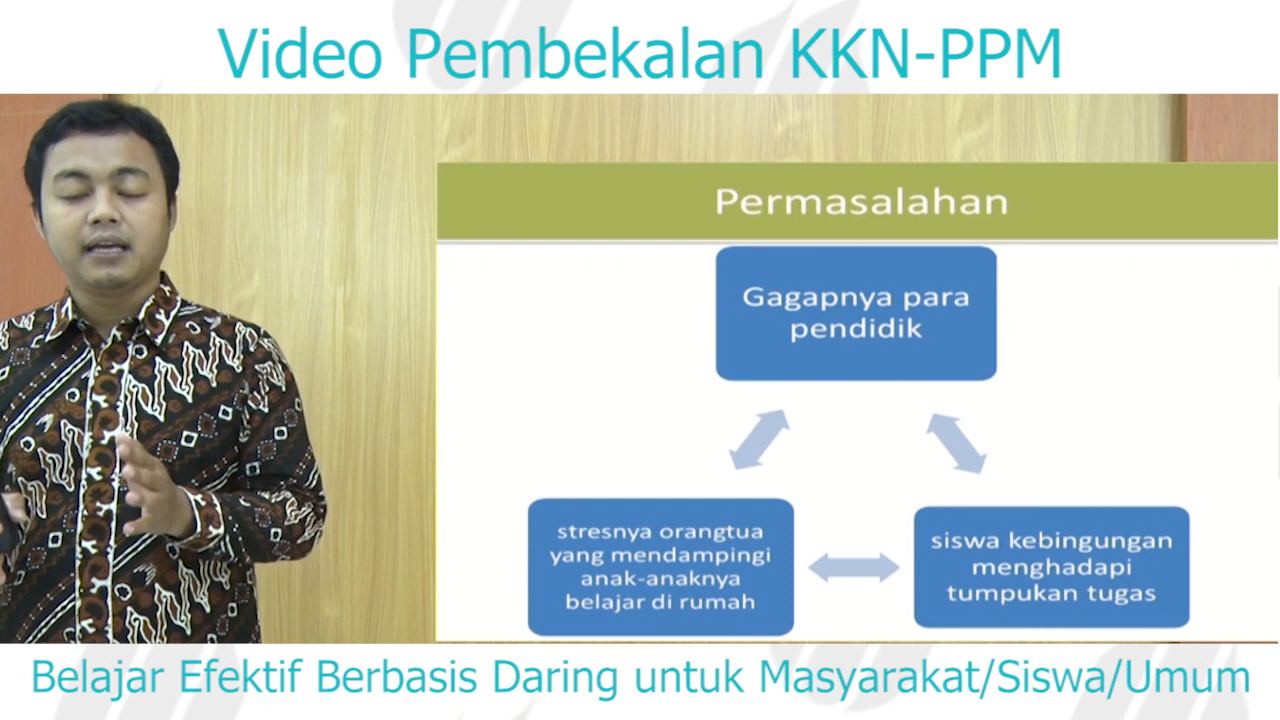 Video Pembekalan KKN-PPM
Permasalahan
Gagapnya para
pendidik
stresnya orangtua
yang mendampingi
anak-anaknya
belajar di rumah
siswa kebingungan
menghadapi
tumpukan tugas
Belajar Efektif Berbasis Daring untuk Masyarakat/Siswa/Umum